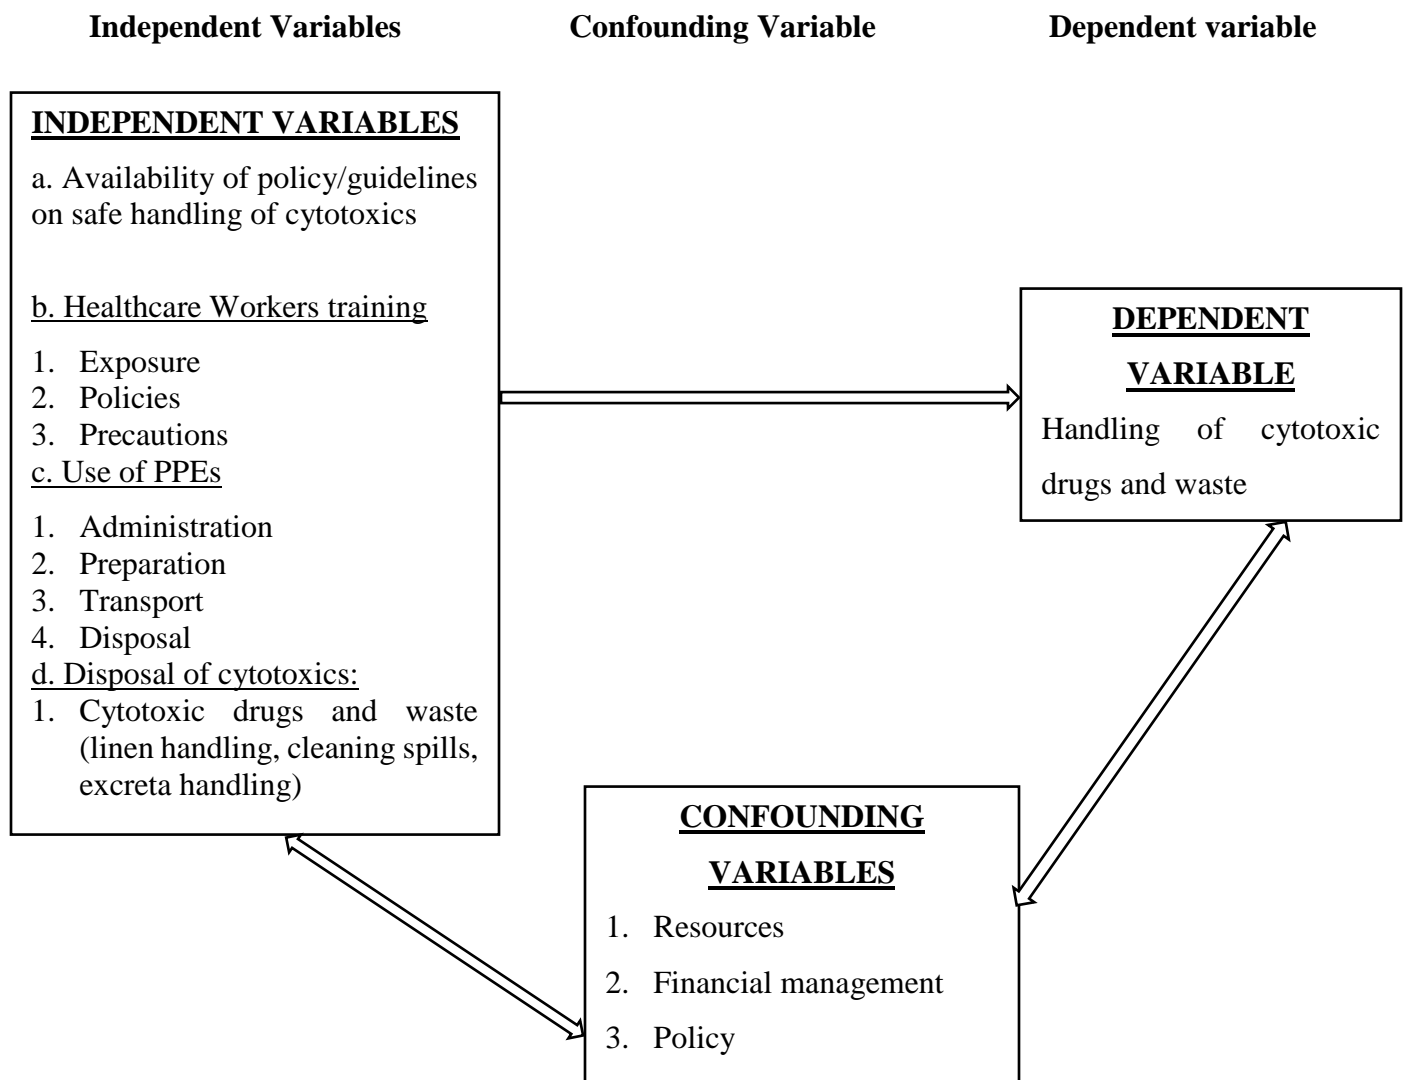 Independent Variables Confounding Variable Dependent variable
INDEPENDENT VARIABLES
a. Availability of policy/guidelines
on safe handling of cytotoxics
b. Healthcare Workers training
1. Exposure
2. Policies
3. Precautions
c. Use of PPEs
1. Administration
2. Preparation
3. Transport
4. Disposal
d. Disposal of cytotoxics:
1. Cytotoxic drugs and waste
(linen handling, cleaning spills,
excreta handling)
DEPENDENT
VARIABLE
Handling of cytotoxic
drugs and waste
CONFOUNDING
VARIABLES
1. Resources
2. Financial management
3. Policy